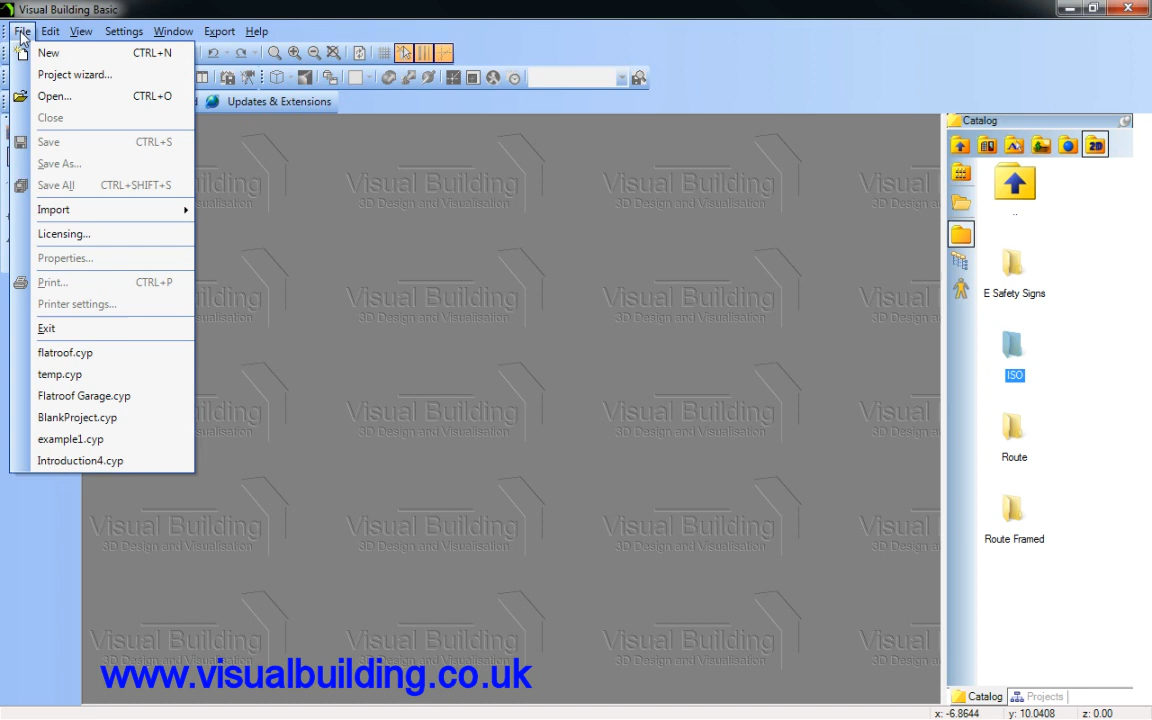 Visual Building Basic
File Edit View Settings Window Export Help
New CTRL+N
Project wizard...
Open... CTRL+O
Updates & Extensions
Close
Save CTRL+S
Save As...
Save All CTRL+SHIFT+S
Import
Licensing...
Properties...
Print... CTRL+P
Printer settings...
Exit
flatroof.cyp
temp.cyp
Flatroof Garage.cyp
BlankProject.cyp
example1.cyp
Introduction4.cyp
Catalog
2D
..
E Safety Signs
ISO
Route
Route Framed
Visual Building
3D Design and Visualisation
www.visualbuilding.co.uk
Catalog Projects
x: -6.8644 y: 10.0408 z: 0.00